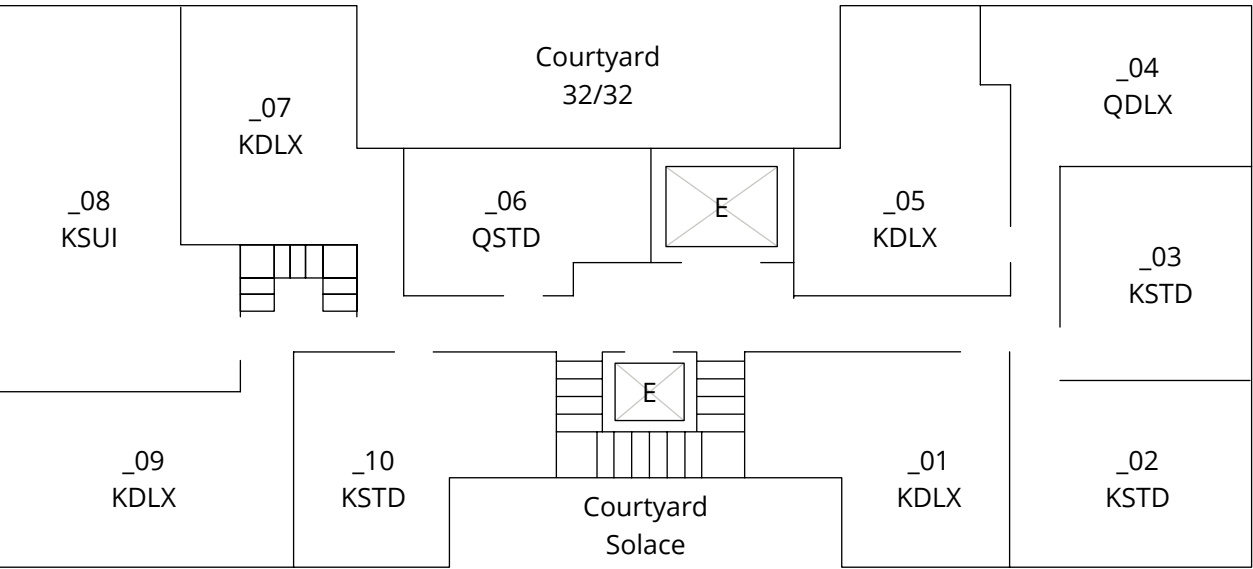 Courtyard
32/32
_04
QDLX
_07
KDLX
_08
KSUI
_06
QSTD
E
_05
KDLX
_03
KSTD
E
_09
KDLX
_10
KSTD
_01
KDLX
_02
KSTD
Courtyard
Solace